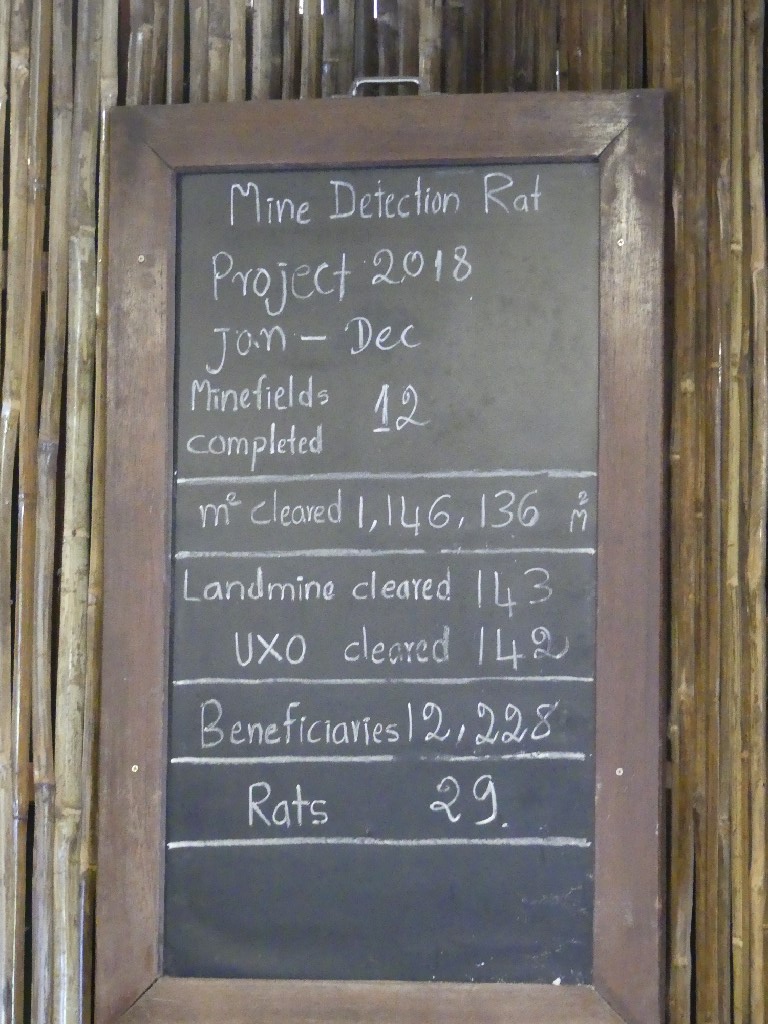 Mine Detection Rat
Project 2018
Jan - Dec
Minefields
completed 12
m² cleared 1,146,136 M²
Landmine cleared 143
UXO cleared 142
Beneficiaries 12,228
Rats 29.